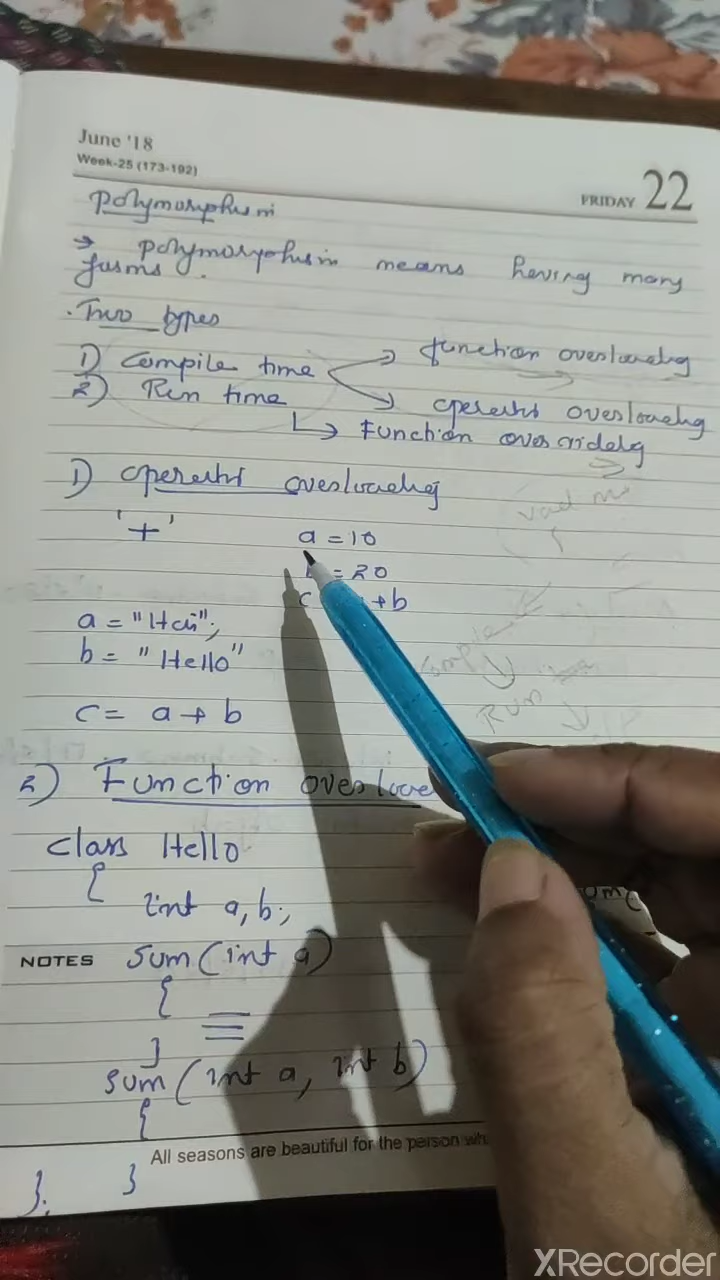 June '18
Week-25 (173-192)
FRIDAY 22
polymorphism
→ polymorphism means having many
forms.
. Two types
1) Compile time → function overloading
→ operator overloading
2) Run time
↳ Function overriding
1) operator overloading
'+' a = 10
= 20
c +b
a = "Hai";
b = "Hello"
c = a + b
2) Function overloa
class Hello
{
int a, b;
NOTES sum (int a)
{
}
sum (int a, int b)
{
All seasons are beautiful for the person
}
};
XRecorder